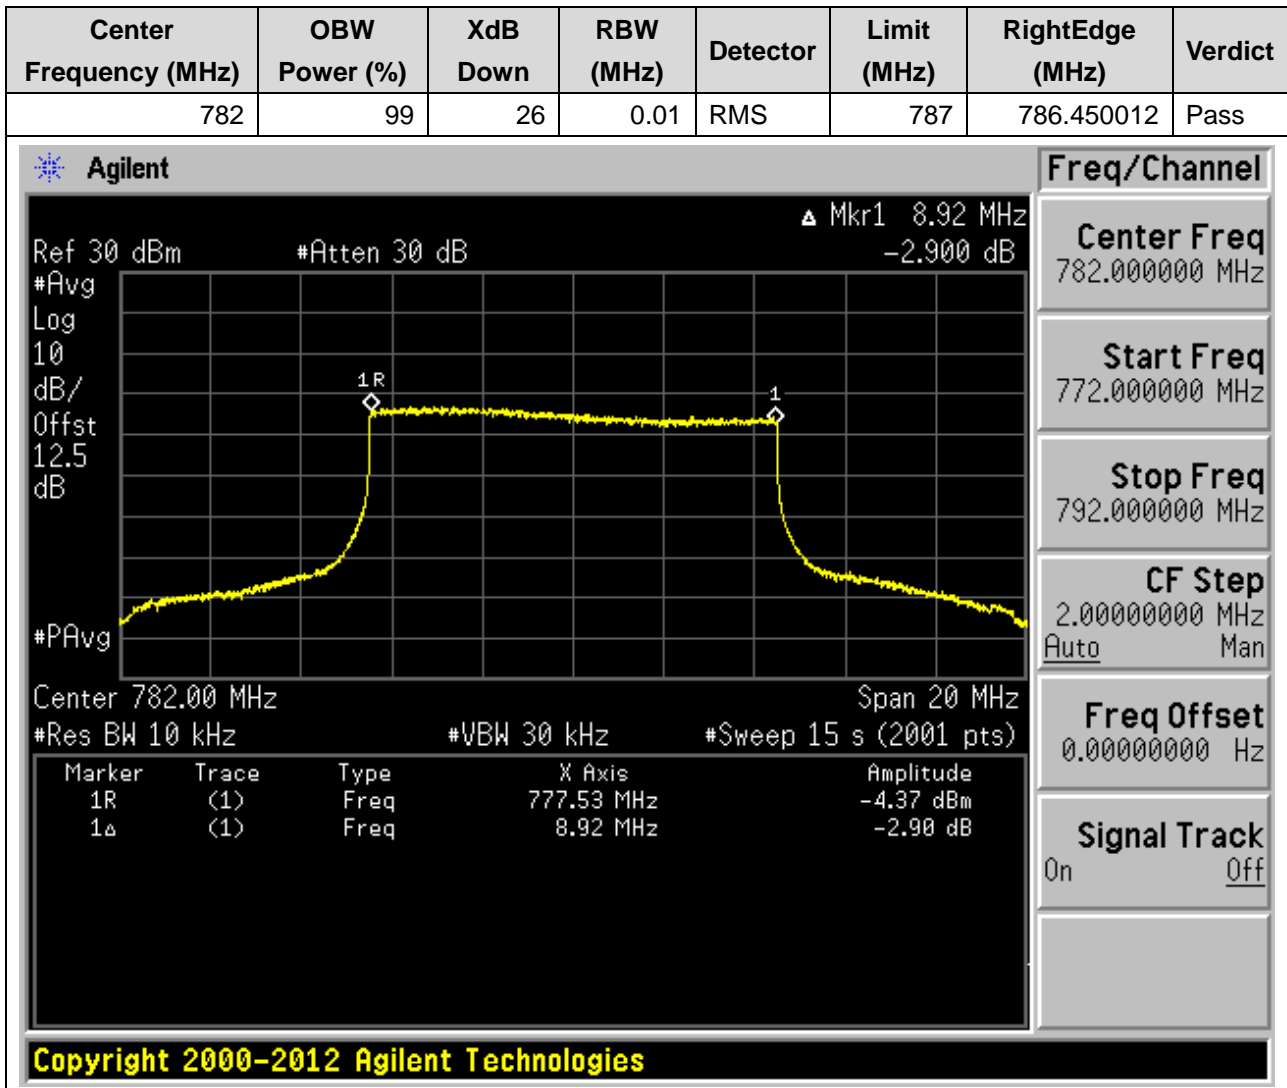 Center Frequency (MHz) OBW Power (%) XdB Down RBW (MHz) Detector Limit (MHz) RightEdge (MHz) Verdict
782 99 26 0.01 RMS 787 786.450012 Pass
Agilent
Freq/Channel
Δ Mkr1 8.92 MHz
Ref 30 dBm #Atten 30 dB -2.900 dB
#Avg
Log
10
dB/
Offst
12.5
dB
1R
1
#PAvg
Center 782.00 MHz Span 20 MHz
#Res BW 10 kHz #VBW 30 kHz #Sweep 15 s (2001 pts)
Marker Trace Type X Axis Amplitude
1R (1) Freq 777.53 MHz -4.37 dBm
1Δ (1) Freq 8.92 MHz -2.90 dB
Center Freq
782.000000 MHz
Start Freq
772.000000 MHz
Stop Freq
792.000000 MHz
CF Step
2.00000000 MHz
Auto Man
Freq Offset
0.00000000 Hz
Signal Track
On Off
Copyright 2000-2012 Agilent Technologies